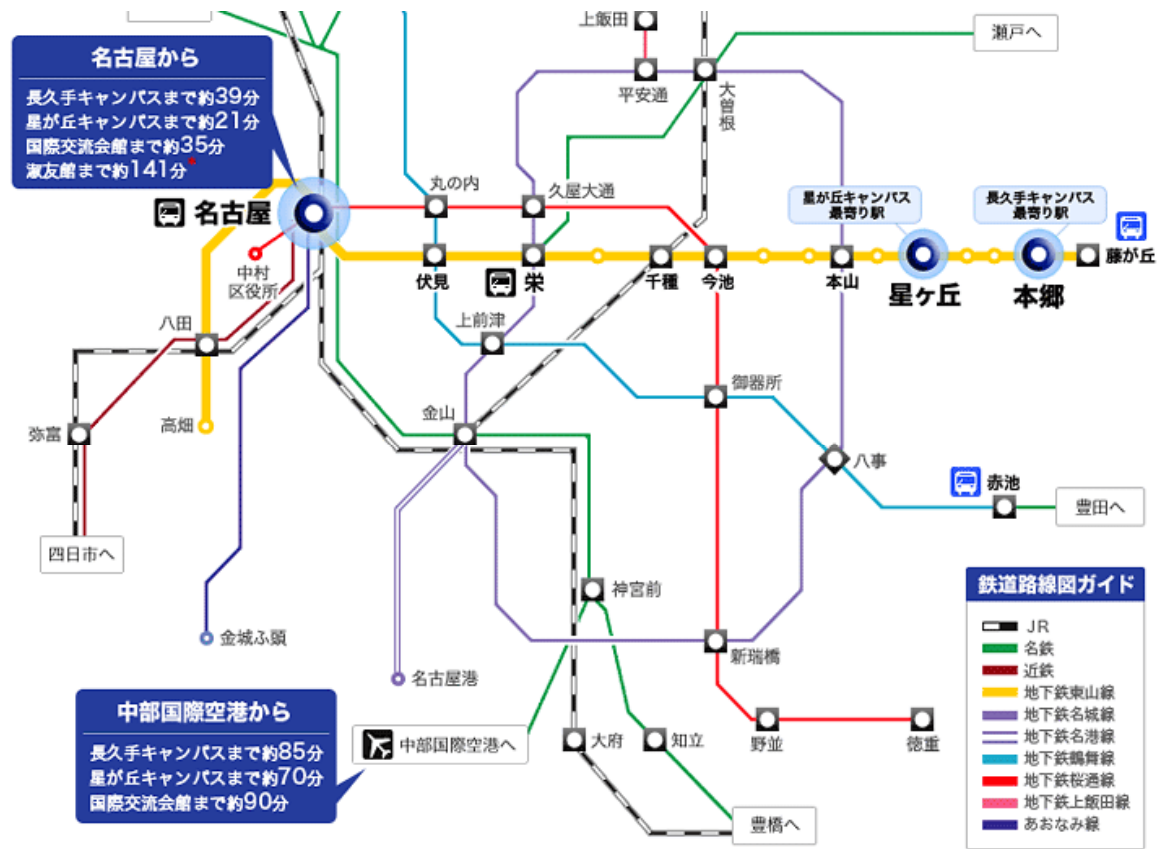 上飯田
瀬戸へ
名古屋から
長久手キャンパスまで約39分
星が丘キャンパスまで約21分
国際交流会館まで約35分
淑友館まで約141分*
平安通
大曽根
丸の内
久屋大通
星が丘キャンパス
最寄り駅
長久手キャンパス
最寄り駅
名古屋
中村
区役所
伏見
栄
千種
今池
本山
星ヶ丘
本郷
藤が丘
八田
上前津
御器所
高畑
弥富
金山
八事
赤池
豊田へ
四日市へ
神宮前
金城ふ頭
名古屋港
新瑞橋
中部国際空港から
長久手キャンパスまで約85分
星が丘キャンパスまで約70分
国際交流会館まで約90分
中部国際空港へ
大府
知立
野並
徳重
豊橋へ
鉄道路線図ガイド
JR
名鉄
近鉄
地下鉄東山線
地下鉄名城線
地下鉄名港線
地下鉄鶴舞線
地下鉄桜通線
地下鉄上飯田線
あおなみ線